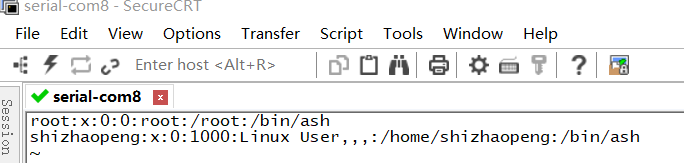 serial-com8 - SecureCRT
File Edit View Options Transfer Script Tools Window Help
Enter host <Alt+R>
serial-com8
Session
root:x:0:0:root:/root:/bin/ash
shizhaopeng:x:0:1000:Linux User,,,:/home/shizhaopeng:/bin/ash
~